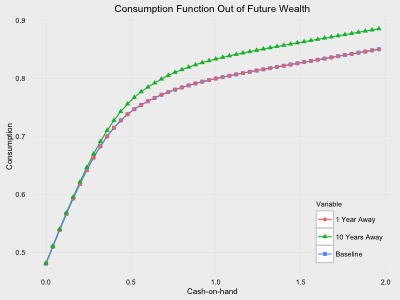 Consumption Function Out of Future Wealth
0.9
0.8
0.7
0.6
0.5
Consumption
Variable
1 Year Away
10 Years Away
Baseline
0.0 0.5 1.0 1.5 2.0
Cash-on-hand